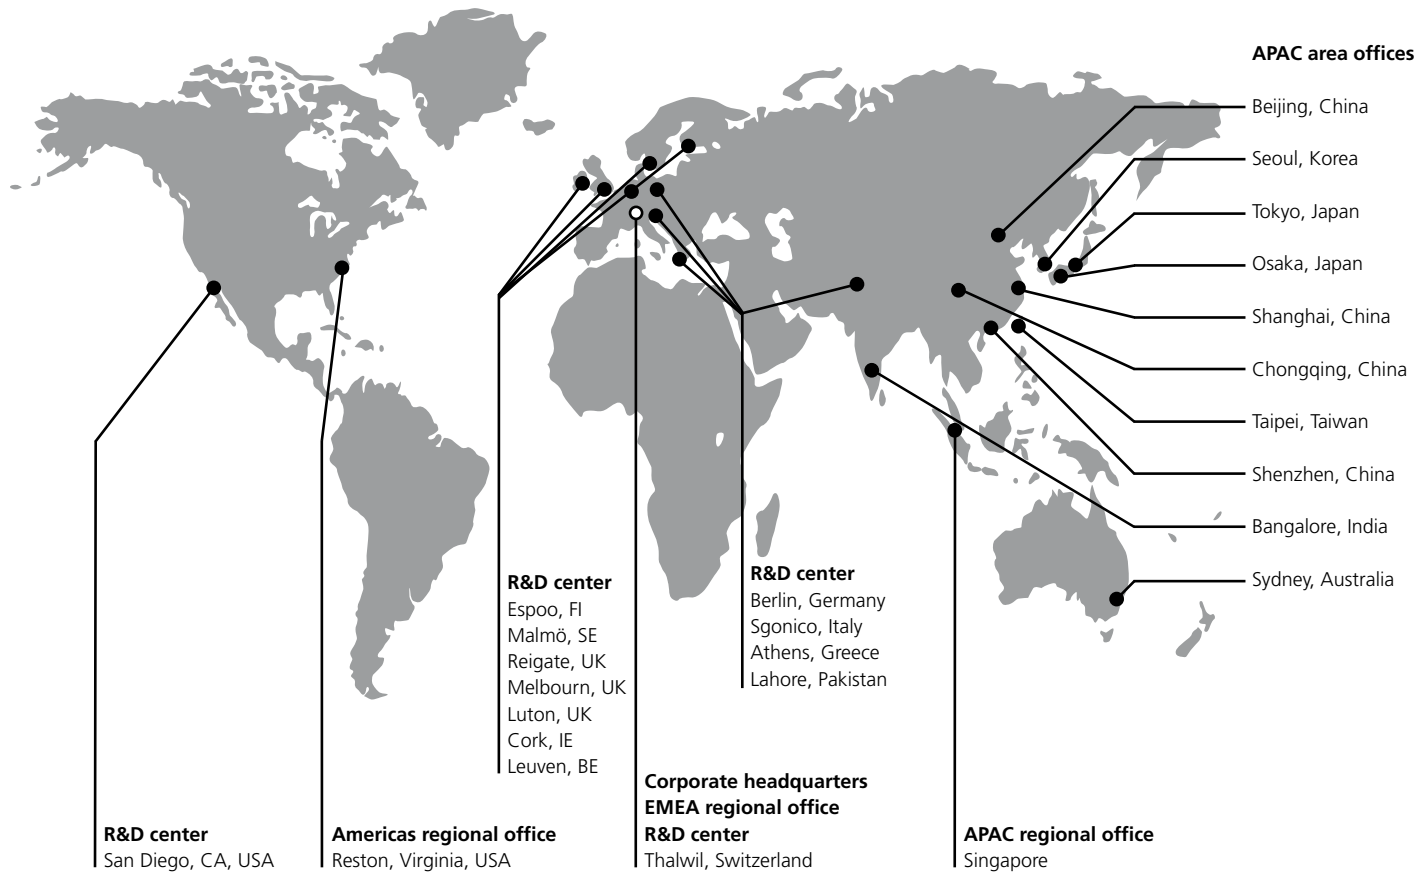 APAC area offices
Beijing, China
Seoul, Korea
Tokyo, Japan
Osaka, Japan
Shanghai, China
Chongqing, China
Taipei, Taiwan
Shenzhen, China
Bangalore, India
Sydney, Australia
R&D center
Espoo, FI
Malmö, SE
Reigate, UK
Melbourn, UK
Luton, UK
Cork, IE
Leuven, BE
R&D center
Berlin, Germany
Sgonico, Italy
Athens, Greece
Lahore, Pakistan
R&D center
San Diego, CA, USA
Americas regional office
Reston, Virginia, USA
Corporate headquarters
EMEA regional office
R&D center
Thalwil, Switzerland
APAC regional office
Singapore